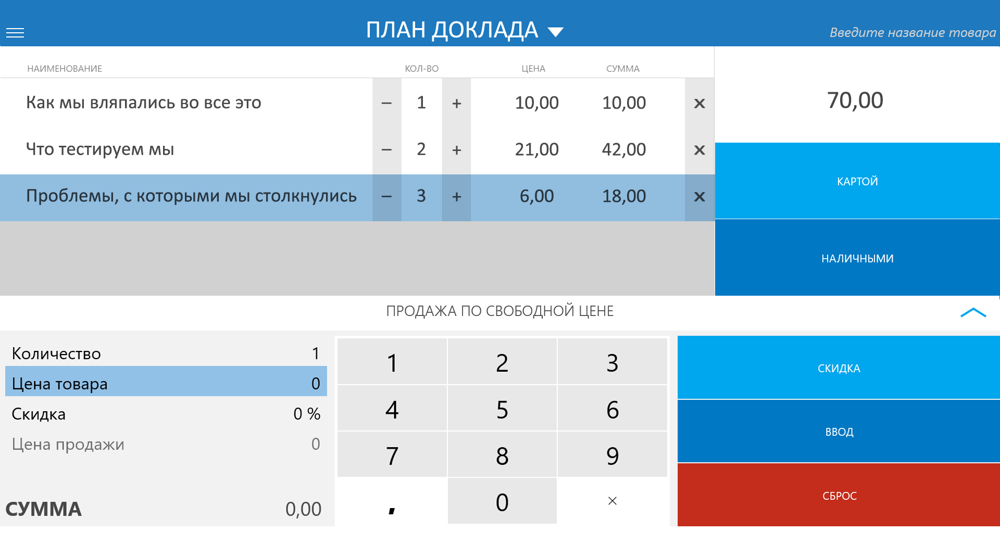 ПЛАН ДОКЛАДА
Введите название товара
НАИМЕНОВАНИЕ КОЛ-ВО ЦЕНА СУММА
Как мы вляпались во все это – 1 + 10,00 10,00 x
Что тестируем мы – 2 + 21,00 42,00 x
Проблемы, с которыми мы столкнулись – 3 + 6,00 18,00 x
70,00
КАРТОЙ
НАЛИЧНЫМИ
ПРОДАЖА ПО СВОБОДНОЙ ЦЕНЕ
Количество 1
Цена товара 0
Скидка 0 %
Цена продажи 0
СУММА 0,00
1 2 3
4 5 6
7 8 9
, 0 ×
СКИДКА
ВВОД
СБРОС